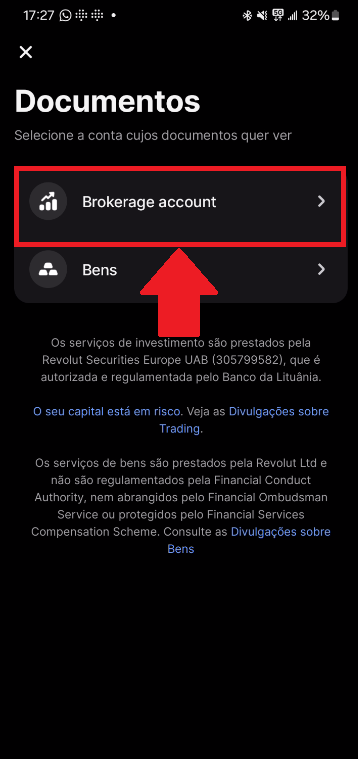 17:27 5G 32%
Documentos
Selecione a conta cujos documentos quer ver
Brokerage account
Bens
Os serviços de investimento são prestados pela
Revolut Securities Europe UAB (305799582), que é
autorizada e regulamentada pelo Banco da Lituânia.
O seu capital está em risco. Veja as Divulgações sobre
Trading.
Os serviços de bens são prestados pela Revolut Ltd e
não são regulamentados pela Financial Conduct
Authority, nem abrangidos pelo Financial Ombudsman
Service ou protegidos pelo Financial Services
Compensation Scheme. Consulte as Divulgações sobre
Bens